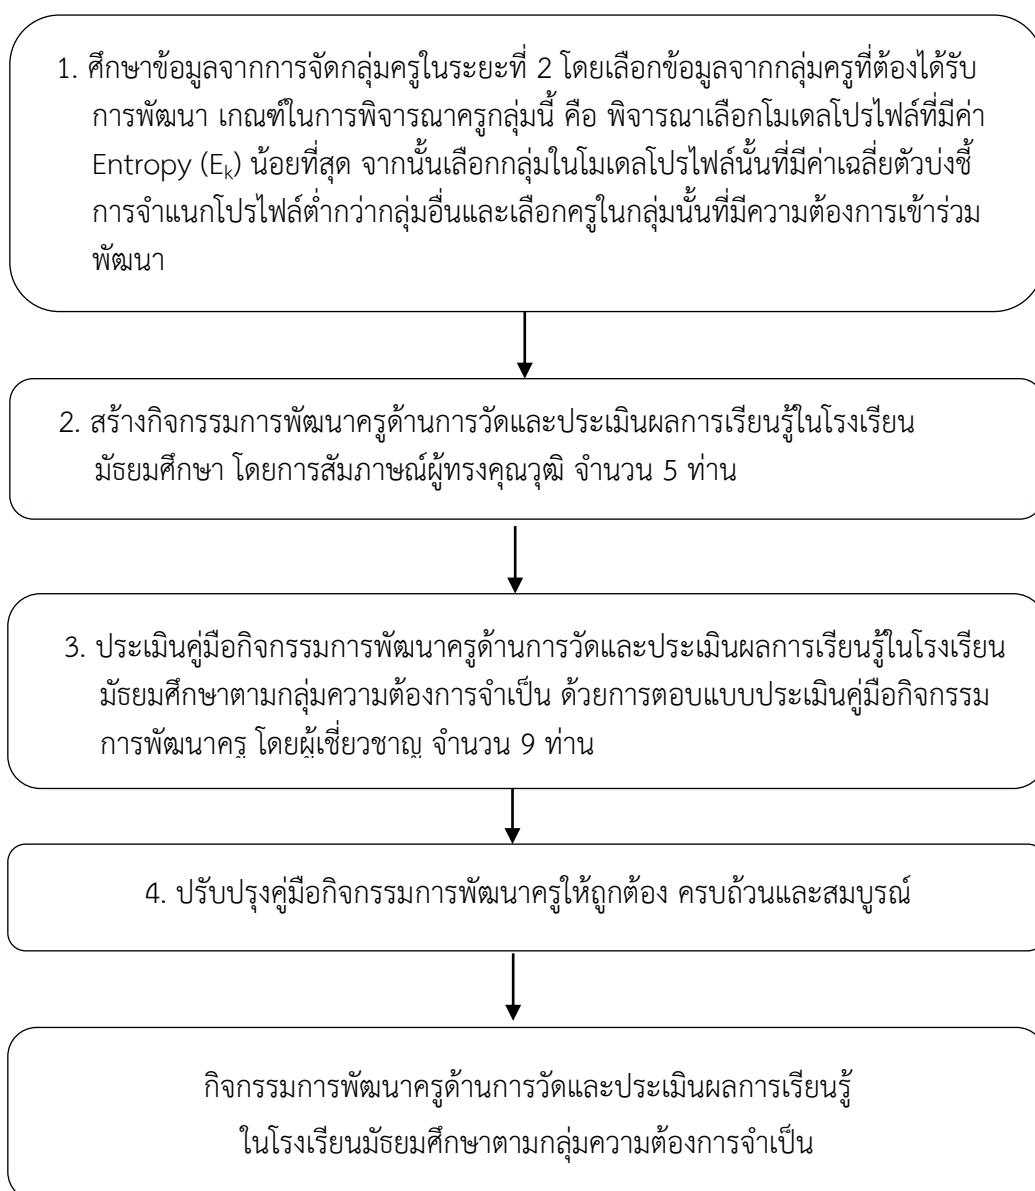 1. ศึกษาข้อมูลจากการจัดกลุ่มครูในระยะที่ 2 โดยเลือกข้อมูลจากกลุ่มครูที่ต้องได้รับ
การพัฒนา เกณฑ์ในการพิจารณาครูกลุ่มนี้ คือ พิจารณาเลือกโมเดลโปรไฟล์ที่มีค่า
Entropy (Eₖ) น้อยที่สุด จากนั้นเลือกกลุ่มในโมเดลโปรไฟล์นั้นที่มีค่าเฉลี่ยตัวบ่งชี้
การจำแนกโปรไฟล์ต่ำกว่ากลุ่มอื่นและเลือกครูในกลุ่มนั้นที่มีความต้องการเข้าร่วม
พัฒนา
2. สร้างกิจกรรมการพัฒนาครูด้านการวัดและประเมินผลการเรียนรู้ในโรงเรียน
มัธยมศึกษา โดยการสัมภาษณ์ผู้ทรงคุณวุฒิ จำนวน 5 ท่าน
3. ประเมินคู่มือกิจกรรมการพัฒนาครูด้านการวัดและประเมินผลการเรียนรู้ในโรงเรียน
มัธยมศึกษาตามกลุ่มความต้องการจำเป็น ด้วยการตอบแบบประเมินคู่มือกิจกรรม
การพัฒนาครู โดยผู้เชี่ยวชาญ จำนวน 9 ท่าน
4. ปรับปรุงคู่มือกิจกรรมการพัฒนาครูให้ถูกต้อง ครบถ้วนและสมบูรณ์
กิจกรรมการพัฒนาครูด้านการวัดและประเมินผลการเรียนรู้
ในโรงเรียนมัธยมศึกษาตามกลุ่มความต้องการจำเป็น